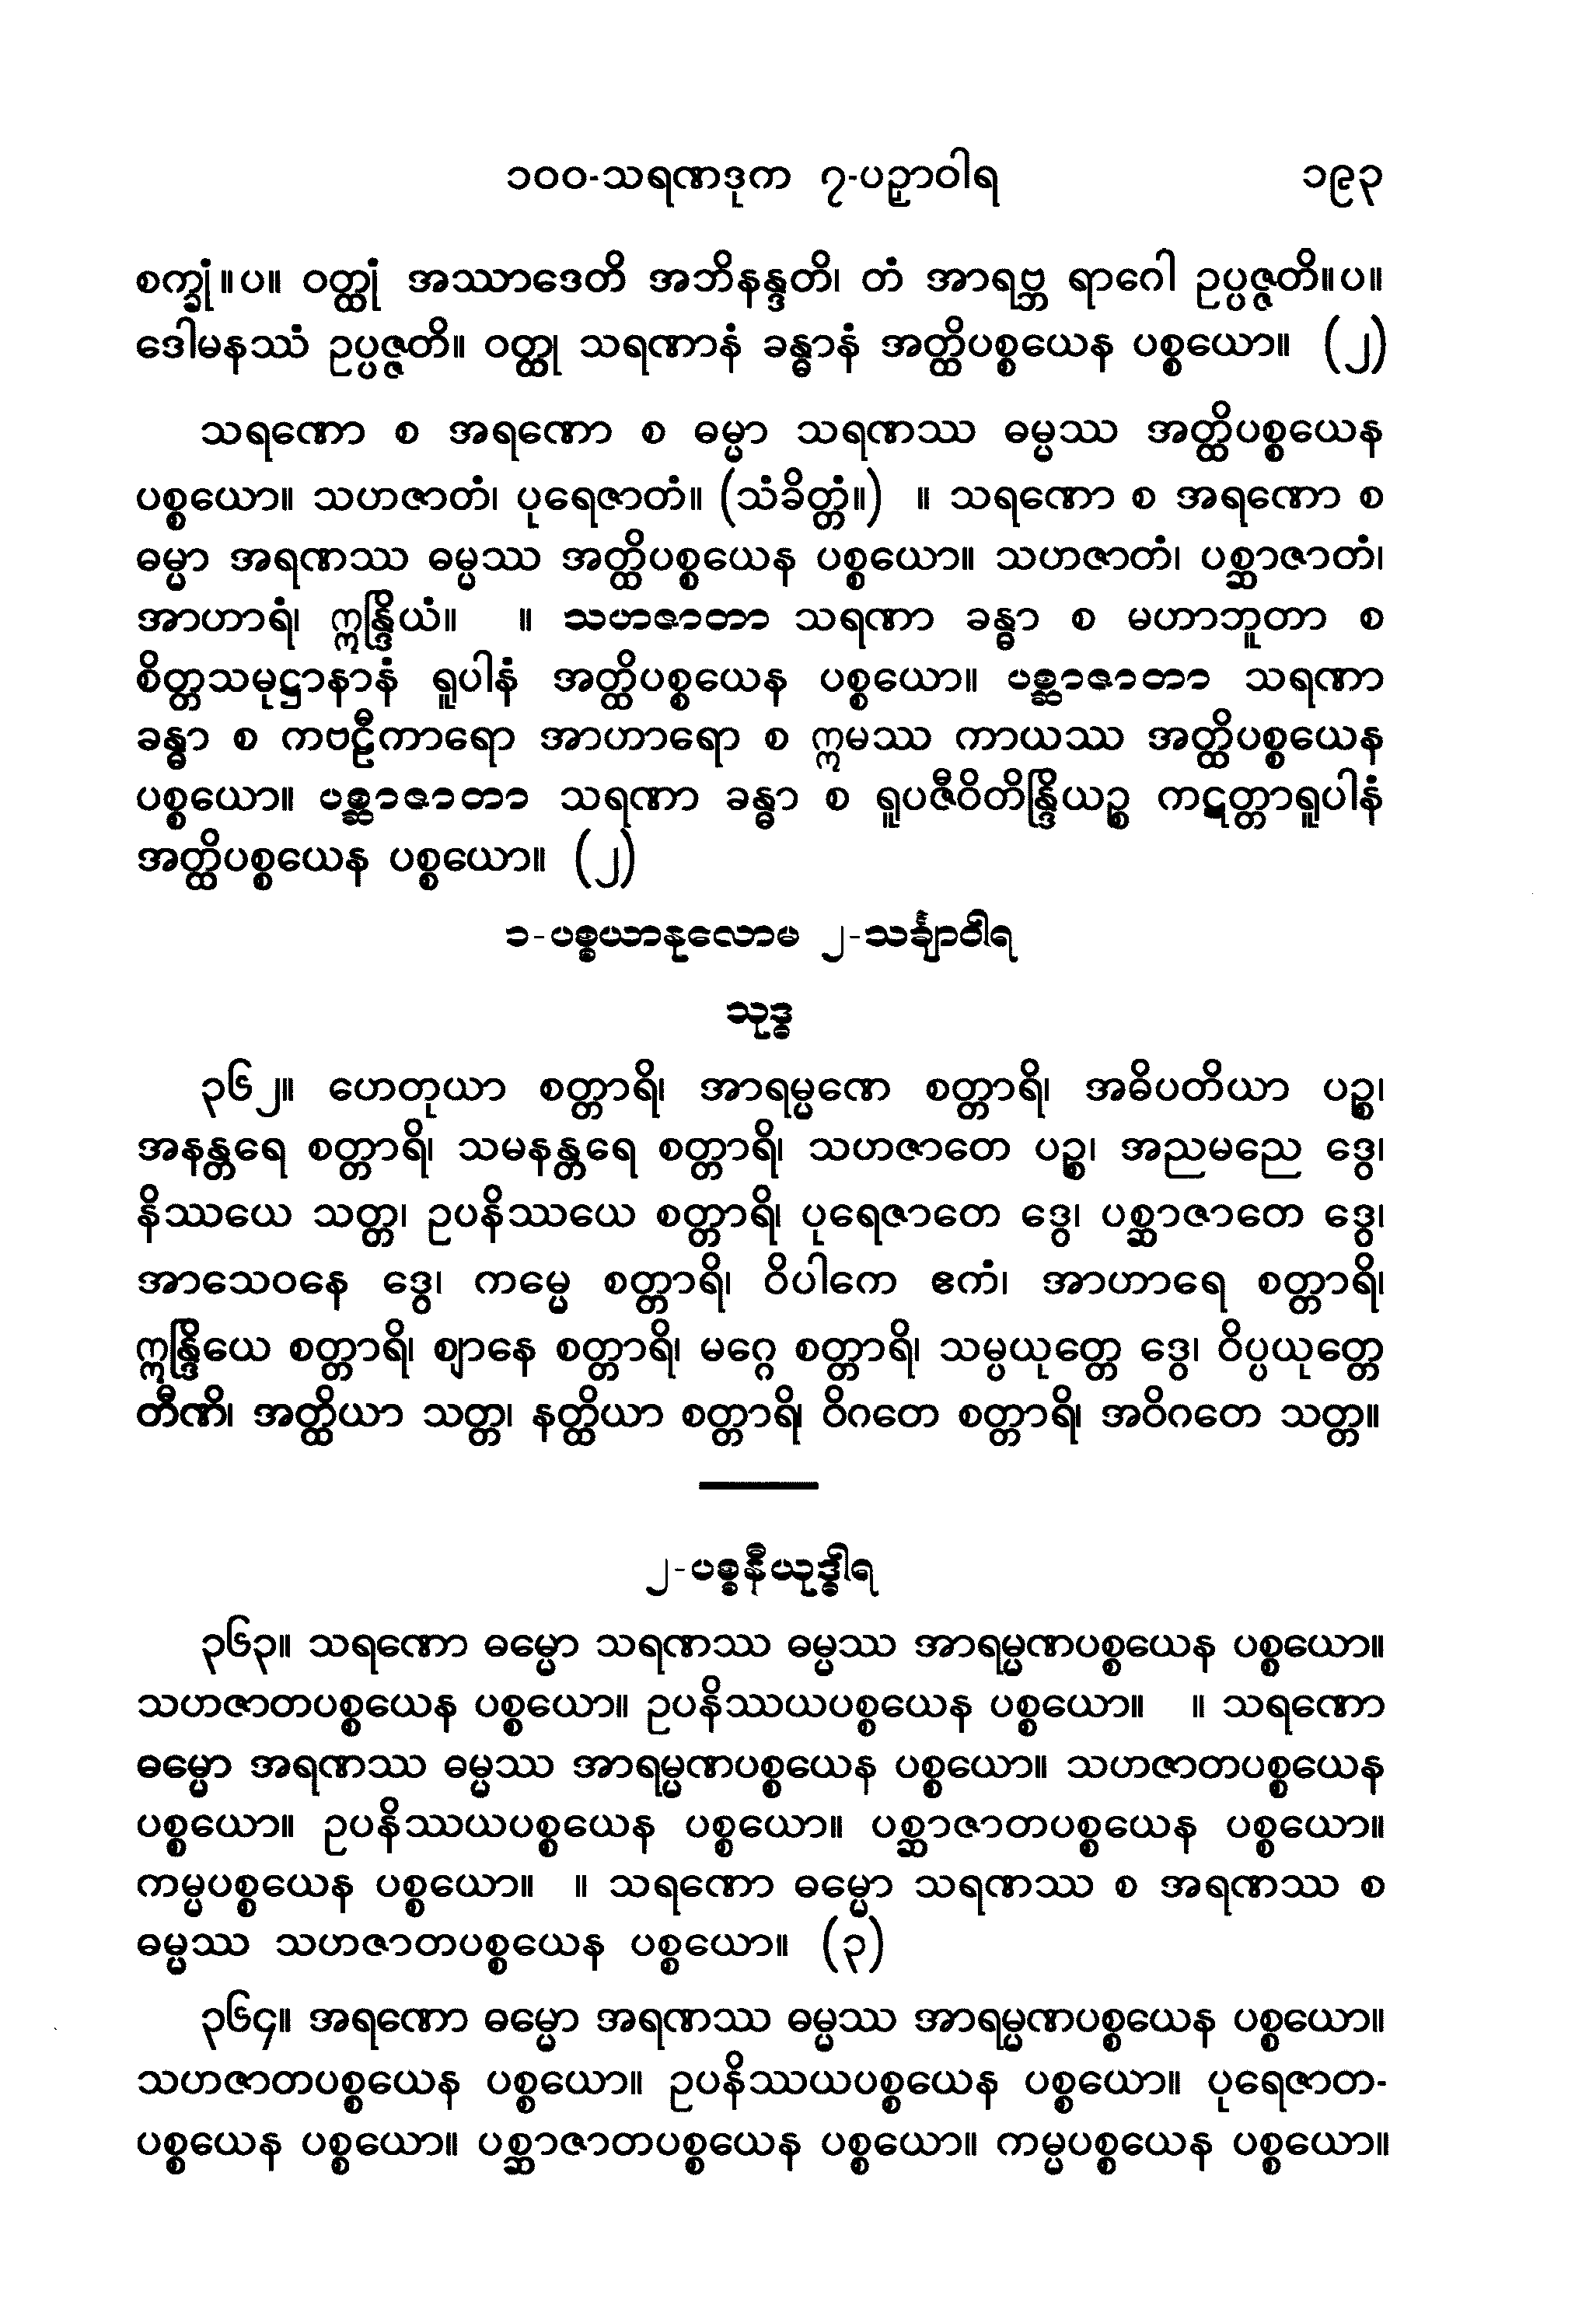 ၁၀၀-သရဏဒုက ၇-ပဉှာဝါရ ၁၉၃
စက္ခုံ။ပ။ ဝတ္ထုံ အဿာဒေတိ အဘိနန္ဒတိ၊ တံ အာရဗ္ဘ ရာဂေါ ဥပ္ပဇ္ဇတိ။ပ။
ဒေါမနဿံ ဥပ္ပဇ္ဇတိ။ ဝတ္ထု သရဏာနံ ခန္ဓာနံ အတ္ထိပစ္စယေန ပစ္စယော။ (၂)
သရဏော စ အရဏော စ ဓမ္မာ သရဏဿ ဓမ္မဿ အတ္ထိပစ္စယေန
ပစ္စယော။ သဟဇာတံ၊ ပုရေဇာတံ။ (သံခိတ္တံ။) ။ သရဏော စ အရဏော စ
ဓမ္မာ အရဏဿ ဓမ္မဿ အတ္ထိပစ္စယေန ပစ္စယော။ သဟဇာတံ၊ ပစ္ဆာဇာတံ၊
အာဟာရံ၊ ဣန္ဒြိယံ။ ။ သဟဇာတာ သရဏာ ခန္ဓာ စ မဟာဘူတာ စ
စိတ္တသမုဋ္ဌာနာနံ ရူပါနံ အတ္ထိပစ္စယေန ပစ္စယော။ ပစ္ဆာဇာတာ သရဏာ
ခန္ဓာ စ ကဗဠီကာရော အာဟာရော စ ဣမဿ ကာယဿ အတ္ထိပစ္စယေန
ပစ္စယော။ ပစ္ဆာဇာတာ သရဏာ ခန္ဓာ စ ရူပဇီဝိတိန္ဒြိယဉ္စ ကဋတ္တာရူပါနံ
အတ္ထိပစ္စယေန ပစ္စယော။ (၂)
၁-ပစ္စယာနုလောမ ၂-သင်္ချာဝါရ
သုဒ္ဓ
၃၆၂။ ဟေတုယာ စတ္တာရိ၊ အာရမ္မဏေ စတ္တာရိ၊ အဓိပတိယာ ပဉ္စ၊
အနန္တရေ စတ္တာရိ၊ သမနန္တရေ စတ္တာရိ၊ သဟဇာတေ ပဉ္စ၊ အညမညေ ဒွေ၊
နိဿယေ သတ္တ၊ ဥပနိဿယေ စတ္တာရိ၊ ပုရေဇာတေ ဒွေ၊ ပစ္ဆာဇာတေ ဒွေ၊
အာသေဝနေ ဒွေ၊ ကမ္မေ စတ္တာရိ၊ ဝိပါကေ ဧကံ၊ အာဟာရေ စတ္တာရိ၊
ဣန္ဒြိယေ စတ္တာရိ၊ ဈာနေ စတ္တာရိ၊ မဂ္ဂေ စတ္တာရိ၊ သမ္ပယုတ္တေ ဒွေ၊ ဝိပ္ပယုတ္တေ
တီဏိ၊ အတ္ထိယာ သတ္တ၊ နတ္ထိယာ စတ္တာရိ၊ ဝိဂတေ စတ္တာရိ၊ အဝိဂတေ သတ္တ။
၂-ပစ္စနီယုဒ္ဓါရ
၃၆၃။ သရဏော ဓမ္မော သရဏဿ ဓမ္မဿ အာရမ္မဏပစ္စယေန ပစ္စယော။
သဟဇာတပစ္စယေန ပစ္စယော။ ဥပနိဿယပစ္စယေန ပစ္စယော။ ။ သရဏော
ဓမ္မော အရဏဿ ဓမ္မဿ အာရမ္မဏပစ္စယေန ပစ္စယော။ သဟဇာတပစ္စယေန
ပစ္စယော။ ဥပနိဿယပစ္စယေန ပစ္စယော။ ပစ္ဆာဇာတပစ္စယေန ပစ္စယော။
ကမ္မပစ္စယေန ပစ္စယော။ ။ သရဏော ဓမ္မော သရဏဿ စ အရဏဿ စ
ဓမ္မဿ သဟဇာတပစ္စယေန ပစ္စယော။ (၃)
၃၆၄။ အရဏော ဓမ္မော အရဏဿ ဓမ္မဿ အာရမ္မဏပစ္စယေန ပစ္စယော။
သဟဇာတပစ္စယေန ပစ္စယော။ ဥပနိဿယပစ္စယေန ပစ္စယော။ ပုရေဇာတ-
ပစ္စယေန ပစ္စယော။ ပစ္ဆာဇာတပစ္စယေန ပစ္စယော။ ကမ္မပစ္စယေန ပစ္စယော။